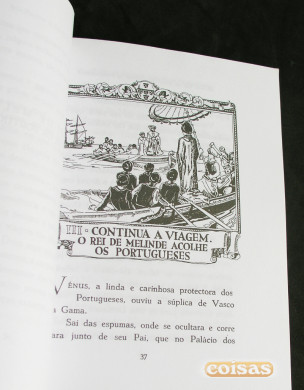 III - CONTINUA A VIAGEM.
O REI DE MELINDE ACOLHE
OS PORTUGUESES
VÉNUS, a linda e carinhosa protectora dos
Portugueses, ouviu a súplica de Vasco
Gama.
Sai das espumas, onde se ocultara e corre
para junto de seu Pai, que no Palácio dos
37
coisas